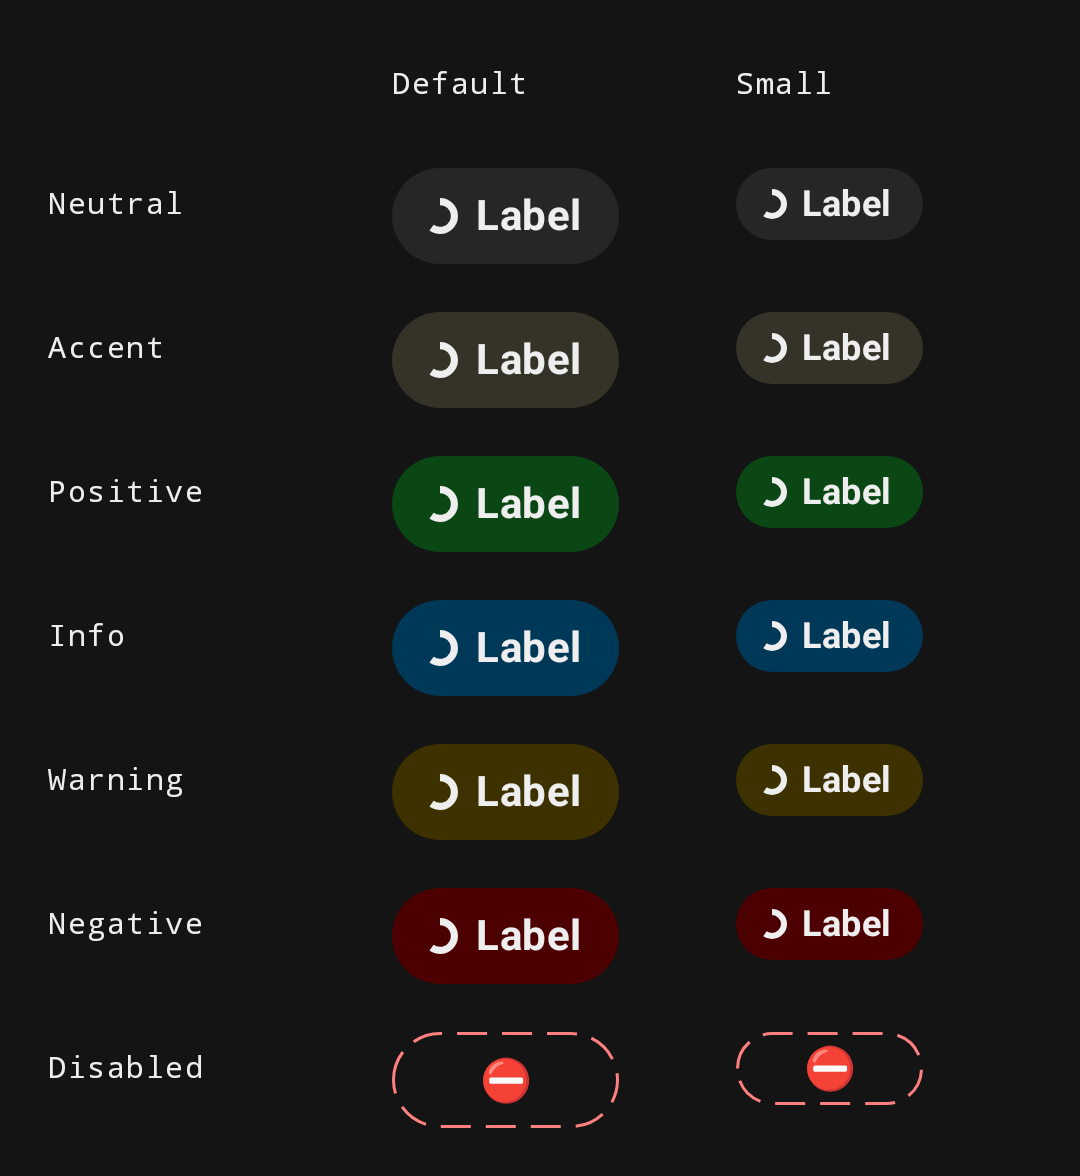 Default Small
Neutral Label Label
Accent Label Label
Positive Label Label
Info Label Label
Warning Label Label
Negative Label Label
Disabled